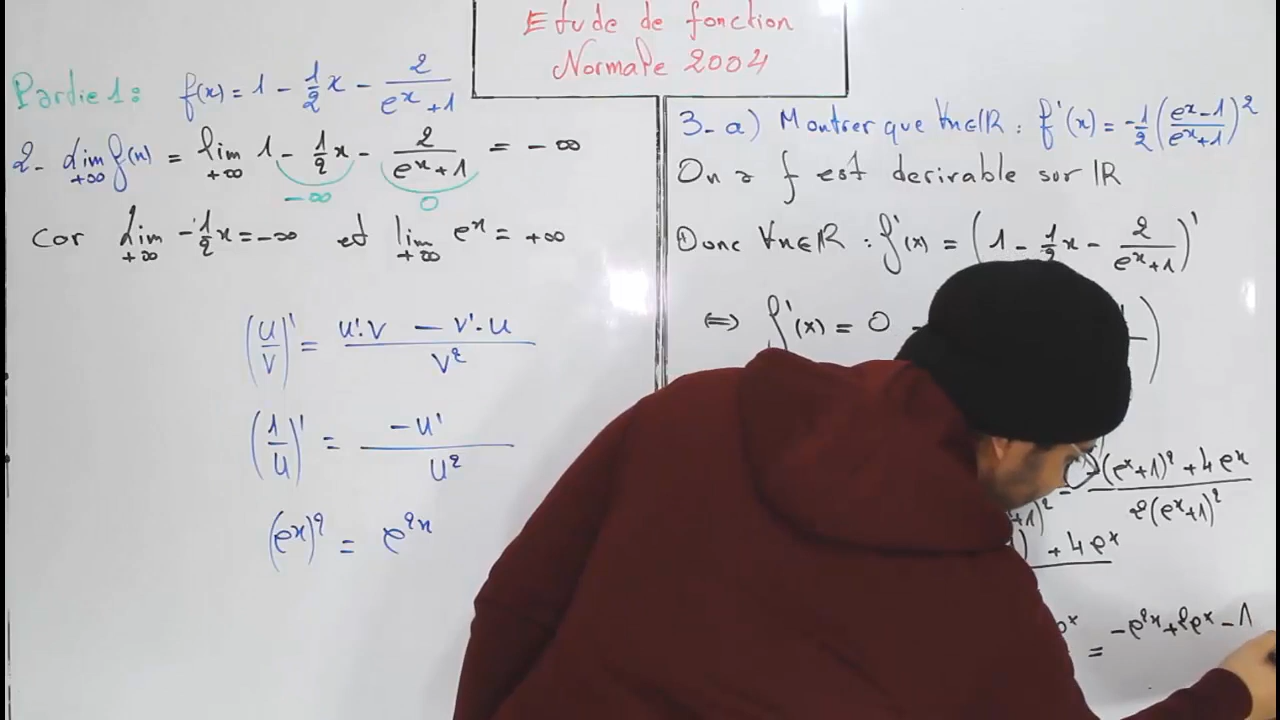 Etude de fonction
Normale 2004
Partie 1: f(x) = 1 - 1/2 x - 2/(e^x + 1)
2- lim f(x) = lim 1 - 1/2 x - 2/(e^x + 1) = -∞
+∞ +∞
-∞ 0
Car lim -1/2 x = -∞ et lim e^x = +∞
+∞ +∞
(U/V)' = (U'.V - V'.U)/V²
(1/U)' = -U'/U²
(e^x)² = e^2x
3- a) Montrer que ∀x∈ℝ : f'(x) = -1/2 ((e^x - 1)/(e^x + 1))²
On a f est derivable sur ℝ
Donc ∀x∈ℝ : f'(x) = (1 - 1/2 x - 2/(e^x + 1))'
⇔ f'(x) = 0 -
-(e^x + 1)² + 4e^x
2(e^x + 1)²
+1)²
) + 4e^x
= -e^2x + 2e^x - 1